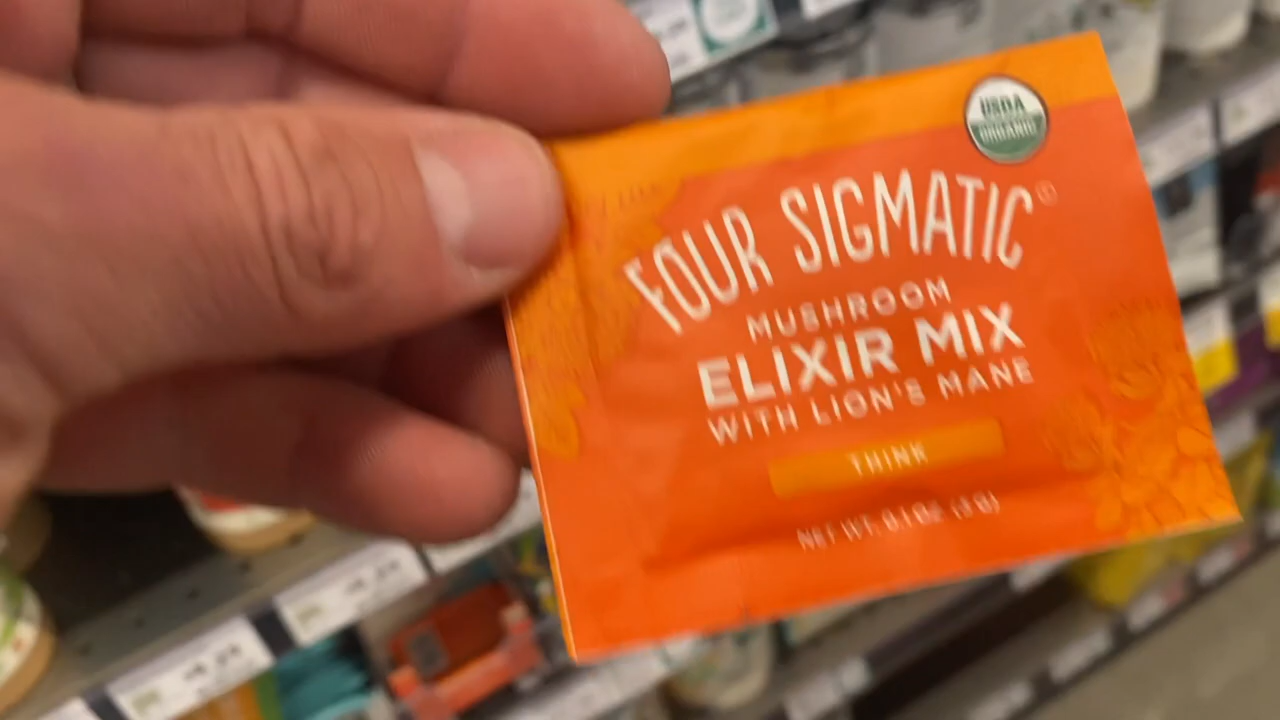 USDA
ORGANIC
FOUR SIGMATIC®
MUSHROOM
ELIXIR MIX
WITH LION'S MANE
THINK
NET WT. 0.1 OZ (3 G)